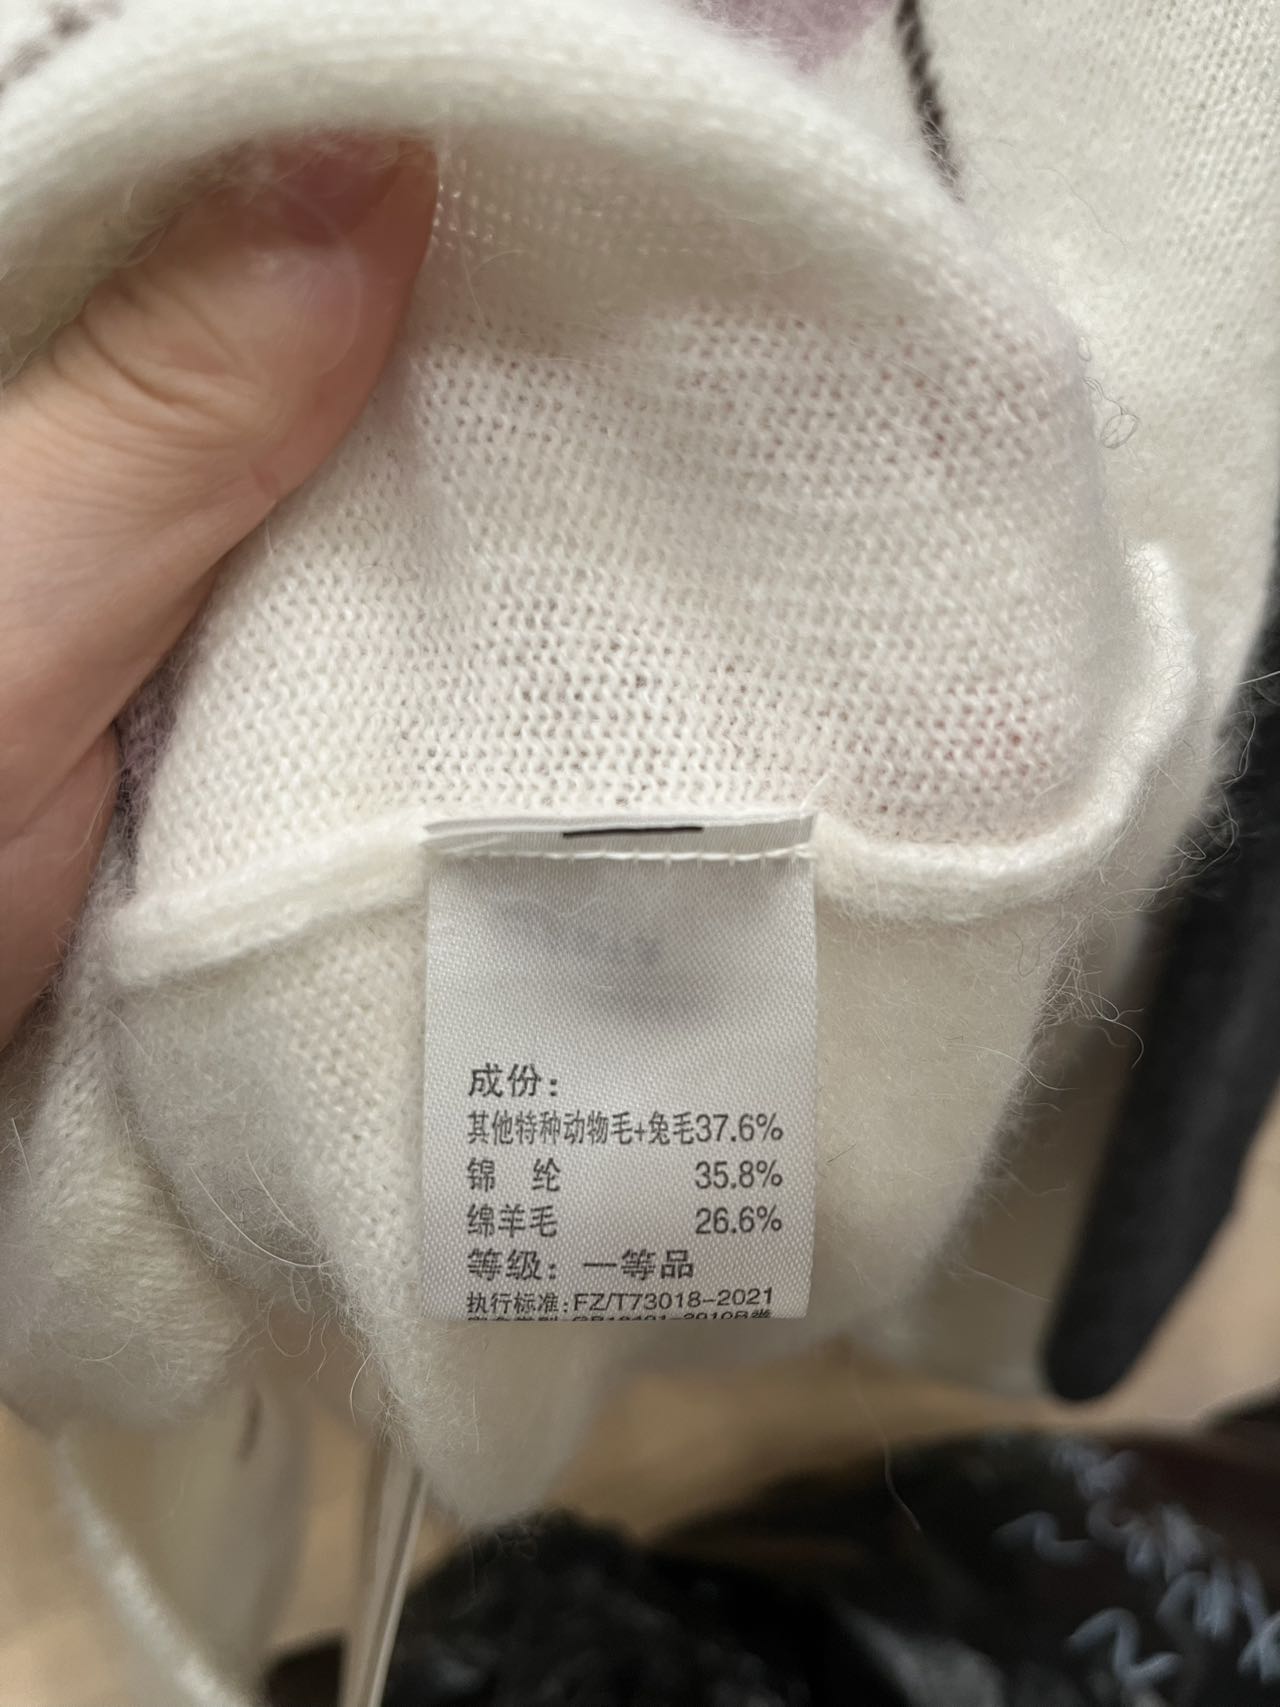 成份：
其他特种动物毛+兔毛37.6%
锦 纶 35.8%
绵羊毛 26.6%
等级：一等品
执行标准：FZ/T73018-2021